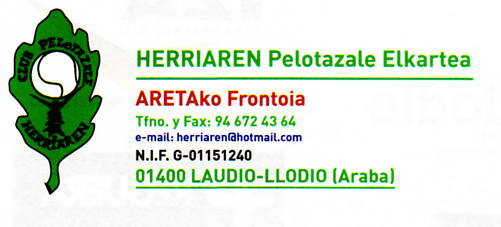 CLUB PELOTAZALE
HERRIAREN
HERRIAREN Pelotazale Elkartea
ARETAko Frontoia
Tfno. y Fax: 94 672 43 64
e-mail: herriaren@hotmail.com
N.I.F. G-01151240
01400 LAUDIO-LLODIO (Araba)